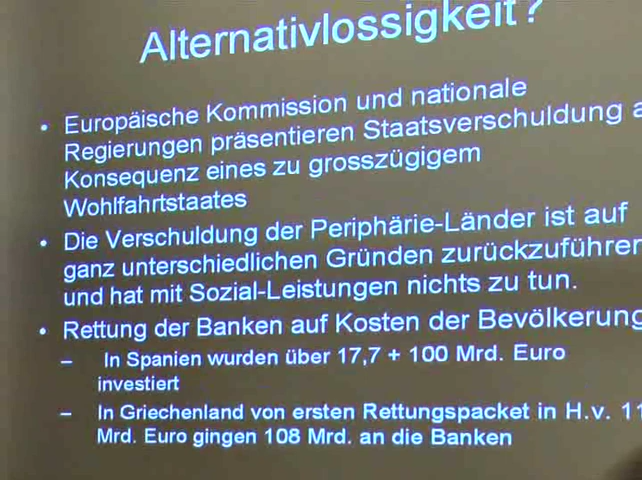 Alternativlossigkeit?
• Europäische Kommission und nationale
Regierungen präsentieren Staatsverschuldung a
Konsequenz eines zu grosszügigem
Wohlfahrtstaates
• Die Verschuldung der Periphärie-Länder ist auf
ganz unterschiedlichen Gründen zurückzuführen
und hat mit Sozial-Leistungen nichts zu tun.
• Rettung der Banken auf Kosten der Bevölkerung
– In Spanien wurden über 17,7 + 100 Mrd. Euro
investiert
– In Griechenland von ersten Rettungspacket in H.v. 11
Mrd. Euro gingen 108 Mrd. an die Banken